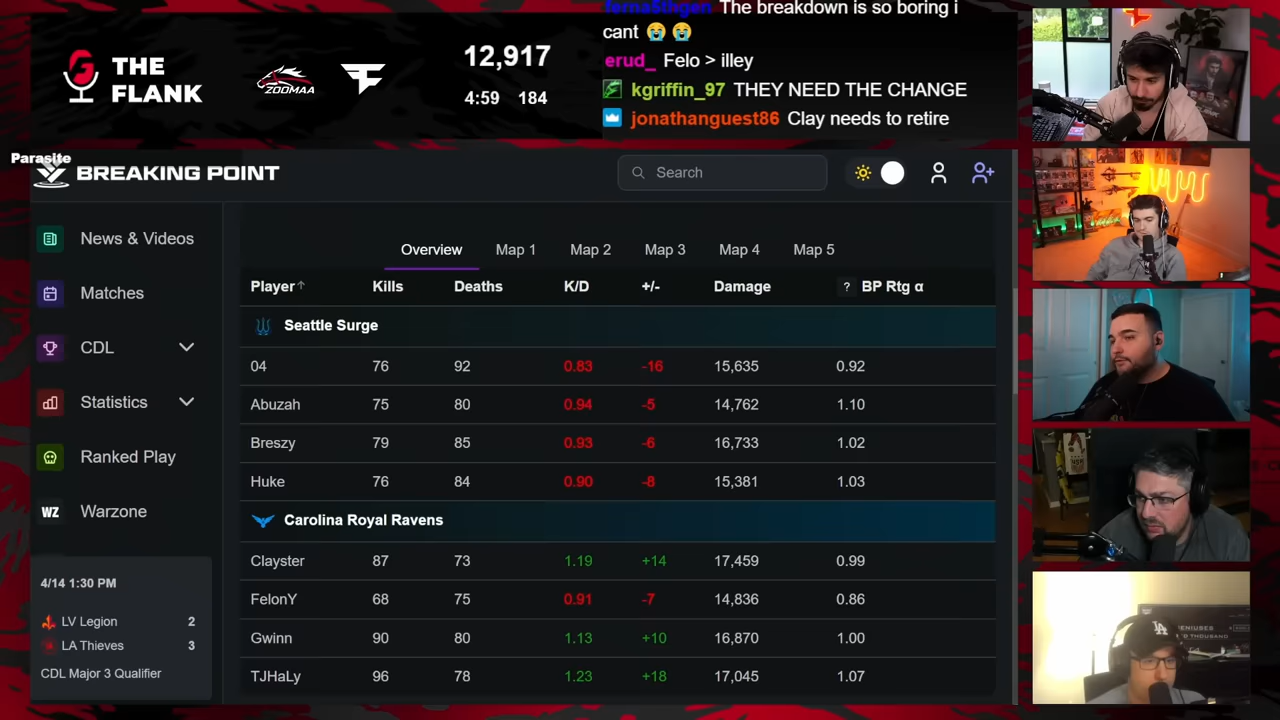 THE
FLANK
ZOOMAA
12,917
4:59 184
ferna5thgen The breakdown is so boring i
cant 😭 😭
erud_ Felo > illey
kgriffin_97 THEY NEED THE CHANGE
jonathanguest86 Clay needs to retire
Parasite
BREAKING POINT
Search
News & Videos
Matches
CDL
Statistics
Ranked Play
WZ Warzone
4/14 1:30 PM
LV Legion 2
LA Thieves 3
CDL Major 3 Qualifier
Overview Map 1 Map 2 Map 3 Map 4 Map 5
Player↑ Kills Deaths K/D +/- Damage ? BP Rtg α
Seattle Surge
04 76 92 0.83 -16 15,635 0.92
Abuzah 75 80 0.94 -5 14,762 1.10
Breszy 79 85 0.93 -6 16,733 1.02
Huke 76 84 0.90 -8 15,381 1.03
Carolina Royal Ravens
Clayster 87 73 1.19 +14 17,459 0.99
FelonY 68 75 0.91 -7 14,836 0.86
Gwinn 90 80 1.13 +10 16,870 1.00
TJHaLy 96 78 1.23 +18 17,045 1.07
LA